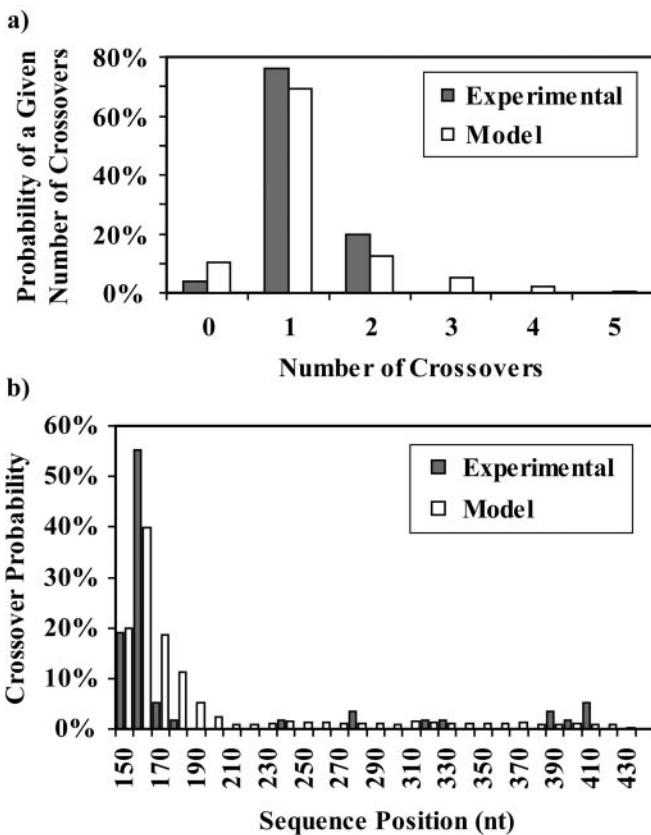 a)
Probability of a Given
Number of Crossovers
80%
60%
40%
20%
0%
Experimental
Model
0 1 2 3 4 5
Number of Crossovers
b)
Crossover Probability
60%
50%
40%
30%
20%
10%
0%
Experimental
Model
150 170 190 210 230 250 270 290 310 330 350 370 390 410 430
Sequence Position (nt)